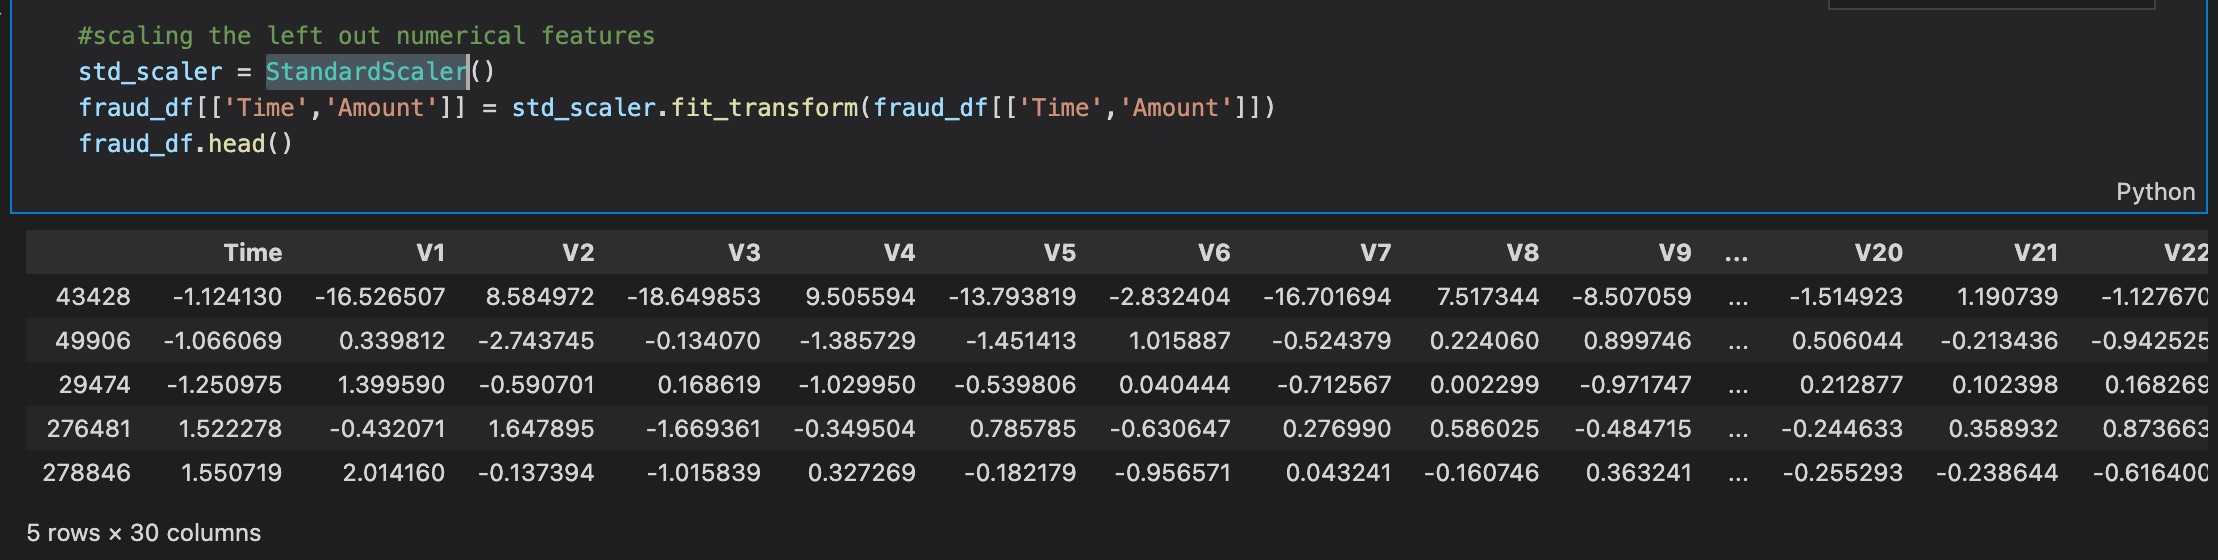 #scaling the left out numerical features
std_scaler = StandardScaler()
fraud_df[['Time','Amount']] = std_scaler.fit_transform(fraud_df[['Time','Amount']])
fraud_df.head()
Python
Time V1 V2 V3 V4 V5 V6 V7 V8 V9 ... V20 V21 V22
43428 -1.124130 -16.526507 8.584972 -18.649853 9.505594 -13.793819 -2.832404 -16.701694 7.517344 -8.507059 ... -1.514923 1.190739 -1.127670
49906 -1.066069 0.339812 -2.743745 -0.134070 -1.385729 -1.451413 1.015887 -0.524379 0.224060 0.899746 ... 0.506044 -0.213436 -0.942525
29474 -1.250975 1.399590 -0.590701 0.168619 -1.029950 -0.539806 0.040444 -0.712567 0.002299 -0.971747 ... 0.212877 0.102398 0.168269
276481 1.522278 -0.432071 1.647895 -1.669361 -0.349504 0.785785 -0.630647 0.276990 0.586025 -0.484715 ... -0.244633 0.358932 0.873663
278846 1.550719 2.014160 -0.137394 -1.015839 0.327269 -0.182179 -0.956571 0.043241 -0.160746 0.363241 ... -0.255293 -0.238644 -0.616400
5 rows × 30 columns